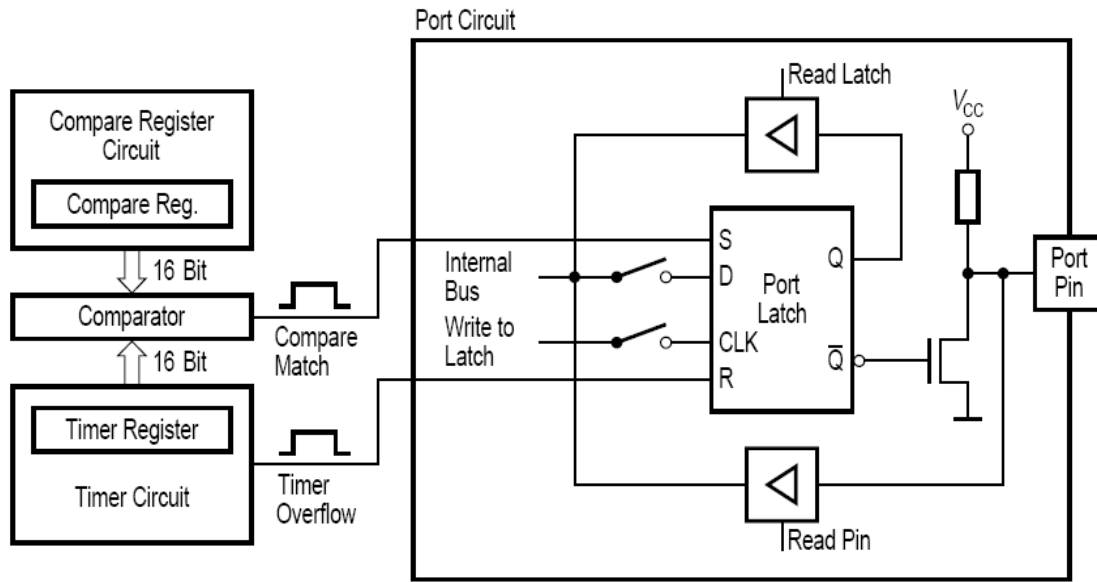 Port Circuit
Compare Register
Circuit
Compare Reg.
16 Bit
Comparator
16 Bit
Timer Register
Timer Circuit
Compare
Match
Timer
Overflow
Read Latch
VCC
Internal
Bus
Write to
Latch
S
D
CLK
R
Port
Latch
Q
Q̅
Port
Pin
Read Pin